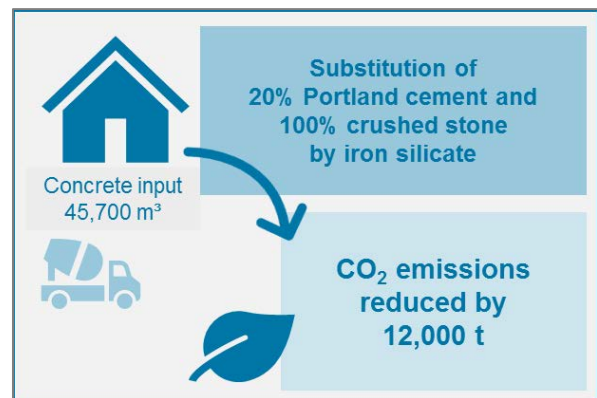 Substitution of
20% Portland cement and
100% crushed stone
by iron silicate
Concrete input
45,700 m³
CO₂ emissions
reduced by
12,000 t